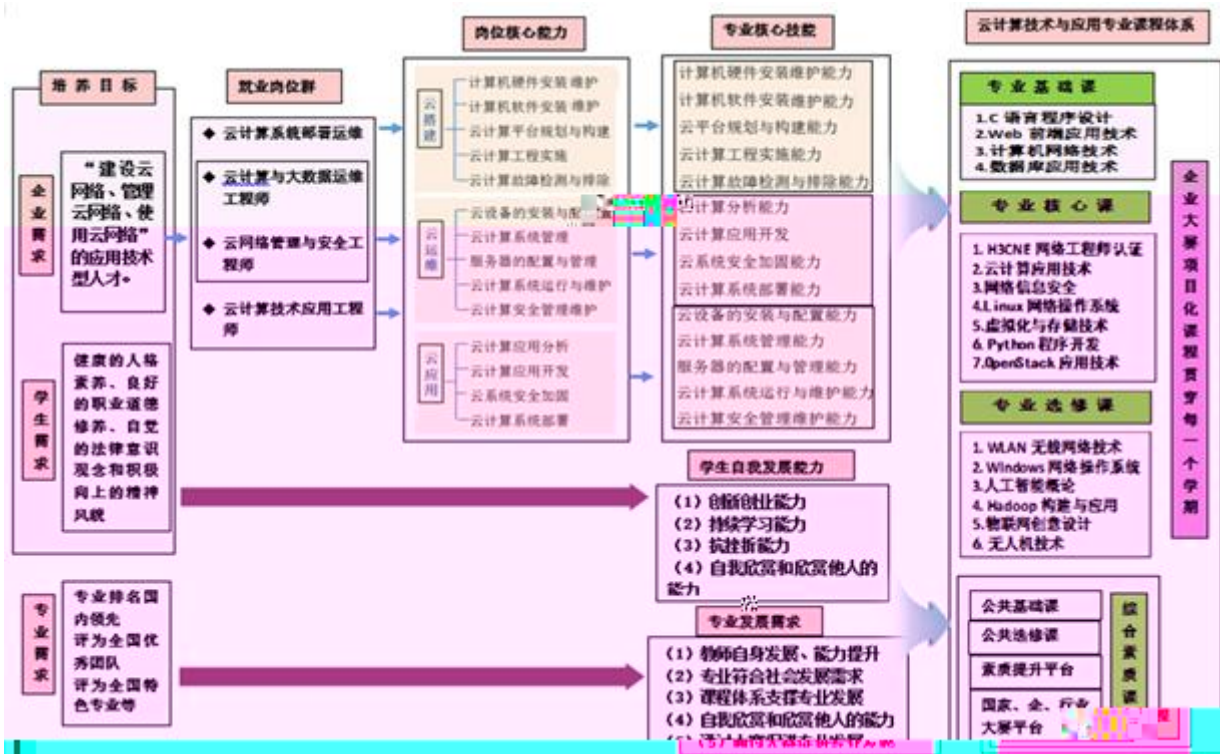 培养目标
企业需求
“建设云
网络、管理
云网络、使
用云网络”
的应用技术
型人才。
学生需求
健康的人格
素养、良好
的职业道德
修养、自觉
的法律意识
观念和积极
向上的精神
风貌
专业需求
专业排名国
内领先
评为全国优
秀团队
评为全国特
色专业等
就业岗位群
◆ 云计算系统部署运维
◆ 云计算与大数据运维
工程师
◆ 云网络管理与安全工
程师
◆ 云计算技术应用工程
师
岗位核心能力
云搭建
计算机硬件安装维护
计算机软件安装维护
云计算平台规划与构建
云计算工程实施
云计算故障检测与排除
云运维
云设备的安装与配置
云计算系统管理
服务器的配置与管理
云计算系统运行与维护
云计算安全管理维护
云应用
云计算应用分析
云计算应用开发
云系统安全加固
云计算系统部署
专业核心技能
计算机硬件安装维护能力
计算机软件安装维护能力
云平台规划与构建能力
云计算工程实施能力
云计算故障检测与排除能力
云计算分析能力
云计算应用开发
云系统安全加固能力
云计算系统部署能力
云设备的安装与配置能力
云计算系统管理能力
服务器的配置与管理能力
云计算系统运行与维护能力
云计算安全管理维护能力
学生自我发展能力
（1）创新创业能力
（2）持续学习能力
（3）抗挫折能力
（4）自我欣赏和欣赏他人的
能力
专业发展需求
（1）教师自身发展、能力提升
（2）专业符合社会发展需求
（3）课程体系支撑专业发展
（4）自我欣赏和欣赏他人的能力
云计算技术与应用专业课程体系
专业基础课
1.C 语言程序设计
2.Web 前端应用技术
3.计算机网络技术
4.数据库应用技术
专业核心课
1. H3CNE 网络工程师认证
2.云计算应用技术
3.网络信息安全
4.Linux 网络操作系统
5.虚拟化与存储技术
6. Python 程序开发
7.OpenStack 应用技术
专业选修课
1. WLAN 无线网络技术
2. Windows 网络操作系统
3.人工智能概论
4. Hadoop 构建与应用
5.物联网创意设计
6. 无人机技术
企业大赛项目化课程贯穿每一个学期
公共基础课
公共选修课
素质提升平台
国家、企、行业
大赛平台
综合素质课